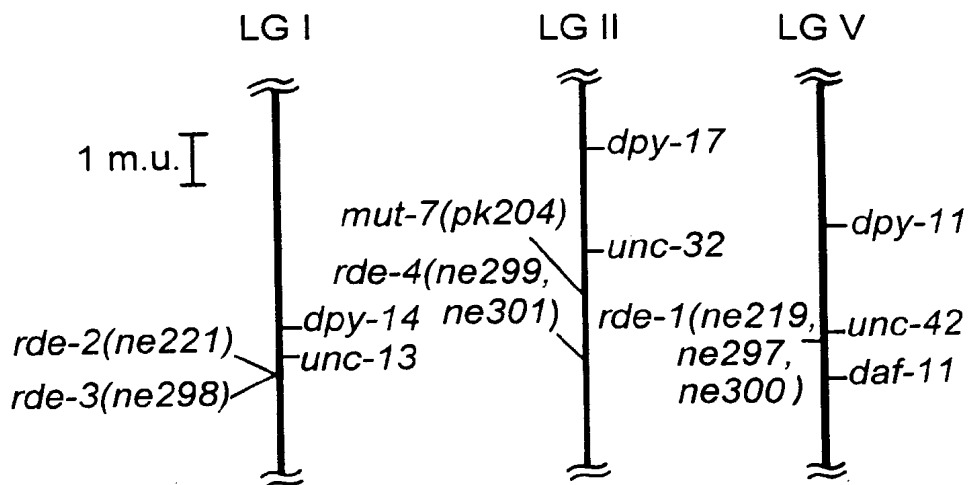 LG I
LG II
LG V
1 m.u.
dpy-14
unc-13
rde-2(ne221)
rde-3(ne298)
dpy-17
mut-7(pk204)
unc-32
rde-4(ne299,
ne301)
dpy-11
rde-1(ne219,
ne297,
ne300)
unc-42
daf-11